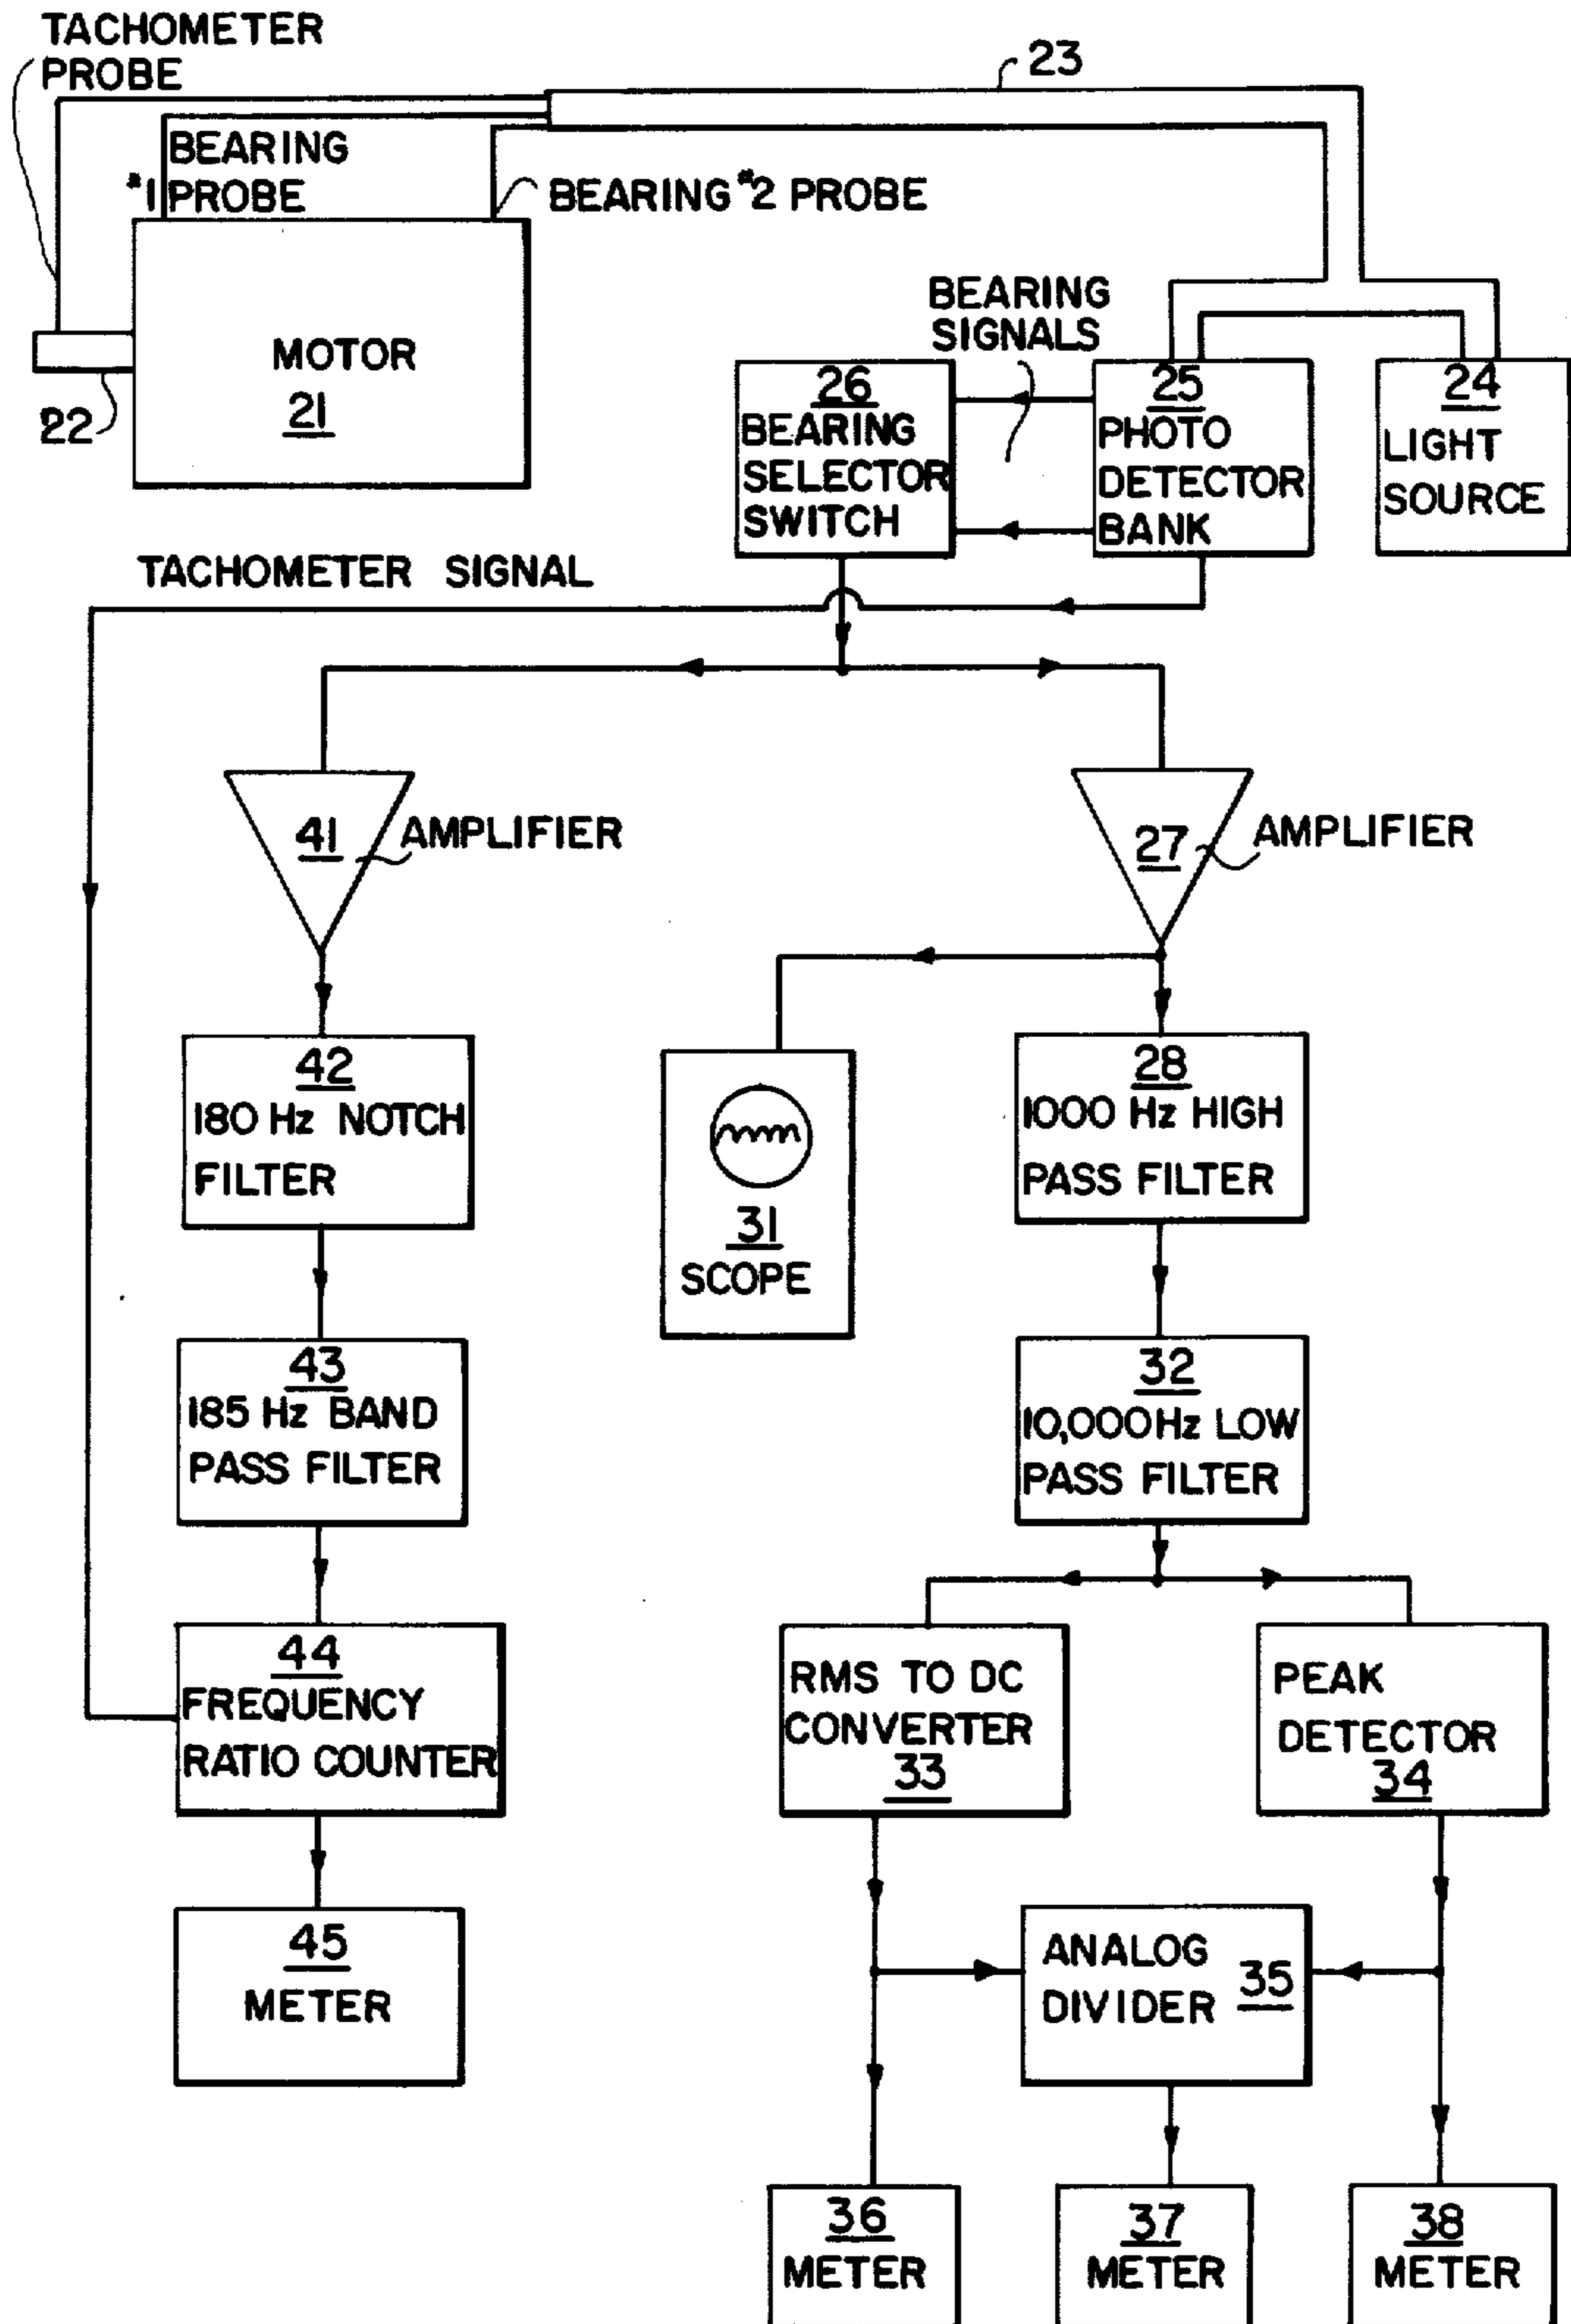 TACHOMETER
PROBE
23
BEARING
#1 PROBE
BEARING #2 PROBE
MOTOR
21
22
BEARING
SIGNALS
26
BEARING
SELECTOR
SWITCH
25
PHOTO
DETECTOR
BANK
24
LIGHT
SOURCE
TACHOMETER SIGNAL
41
AMPLIFIER
27
AMPLIFIER
42
180 Hz NOTCH
FILTER
31
SCOPE
28
1000 Hz HIGH
PASS FILTER
43
185 Hz BAND
PASS FILTER
32
10,000 Hz LOW
PASS FILTER
44
FREQUENCY
RATIO COUNTER
RMS TO DC
CONVERTER
33
PEAK
DETECTOR
34
45
METER
ANALOG
DIVIDER 35
36
METER
37
METER
38
METER